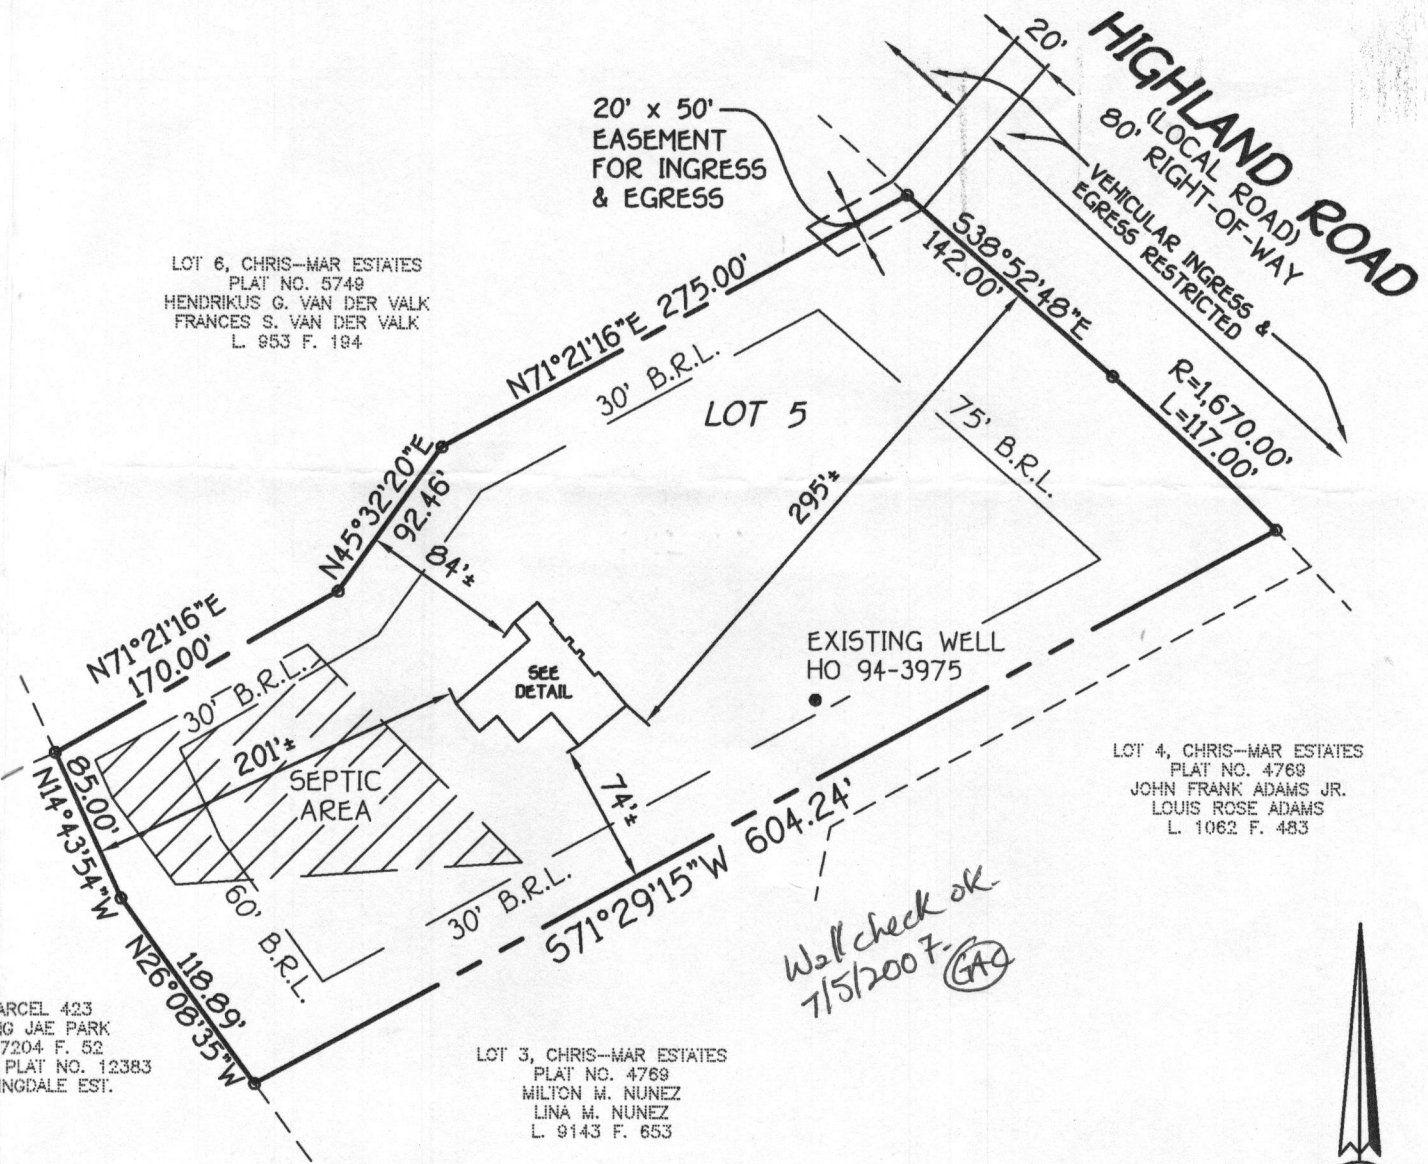 HIGHLAND ROAD
(LOCAL ROAD)
80' RIGHT-OF-WAY
20'
VEHICULAR INGRESS &
EGRESS RESTRICTED
20' x 50'
EASEMENT
FOR INGRESS
& EGRESS
S38°52'48"E
142.00'
R=1,670.00'
L=117.00'
LOT 6, CHRIS-MAR ESTATES
PLAT NO. 5749
HENDRIKUS G. VAN DER VALK
FRANCES S. VAN DER VALK
L. 953 F. 194
N71°21'16"E 275.00'
30' B.R.L.
LOT 5
75' B.R.L.
295'±
N45°32'20"E
92.46'
84'±
N71°21'16"E
170.00'
30' B.R.L.
SEE
DETAIL
EXISTING WELL
HO 94-3975
201'±
SEPTIC
AREA
74'±
85.00'
N14°43'54"W
60'
B.R.L.
30' B.R.L.
S71°29'15"W 604.24'
118.89'
N26°08'35"W
LOT 4, CHRIS-MAR ESTATES
PLAT NO. 4769
JOHN FRANK ADAMS JR.
LOUIS ROSE ADAMS
L. 1062 F. 483
Well check ok.
7/5/2007.
ARCEL 423
G JAE PARK
7204 F. 52
PLAT NO. 12383
NGDALE EST.
LOT 3, CHRIS-MAR ESTATES
PLAT NO. 4769
MILTON M. NUNEZ
LINA M. NUNEZ
L. 9143 F. 653